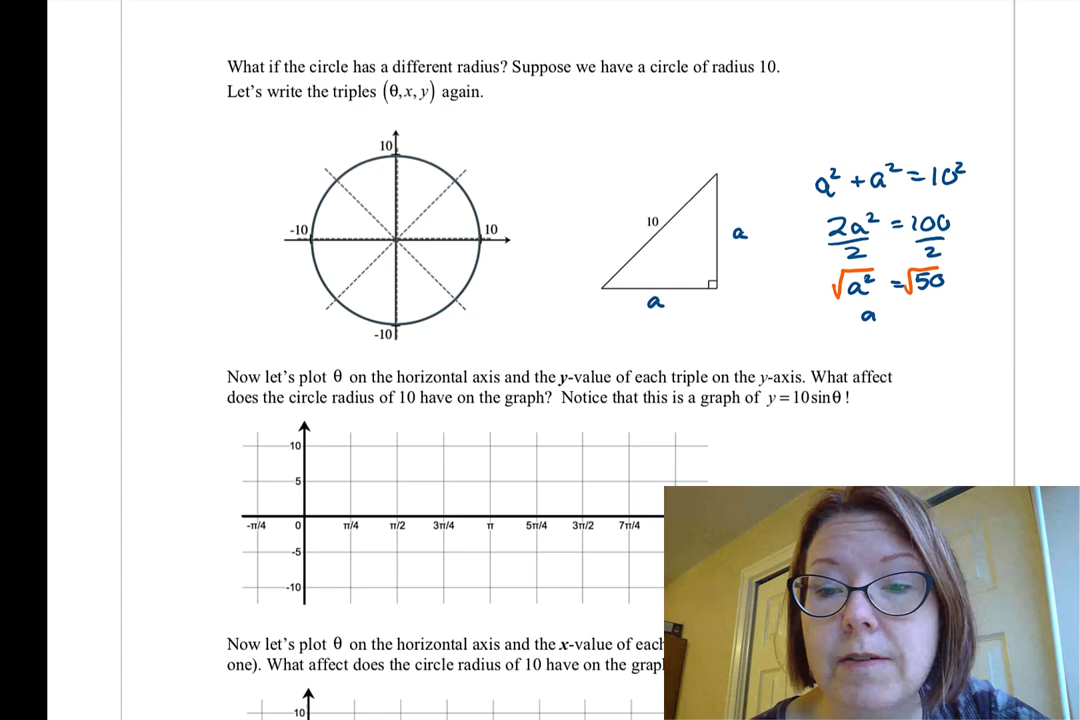 What if the circle has a different radius? Suppose we have a circle of radius 10.
Let's write the triples (θ,x,y) again.
10
-10
10
-10
10
a
a
a² + a² = 10²
2a² = 100
2 2
√a² = √50
a
Now let's plot θ on the horizontal axis and the y-value of each triple on the y-axis. What affect
does the circle radius of 10 have on the graph? Notice that this is a graph of y = 10 sin θ !
10
5
-π/4 0 π/4 π/2 3π/4 π 5π/4 3π/2 7π/4
-5
-10
Now let's plot θ on the horizontal axis and the x-value of each
one). What affect does the circle radius of 10 have on the grap
10